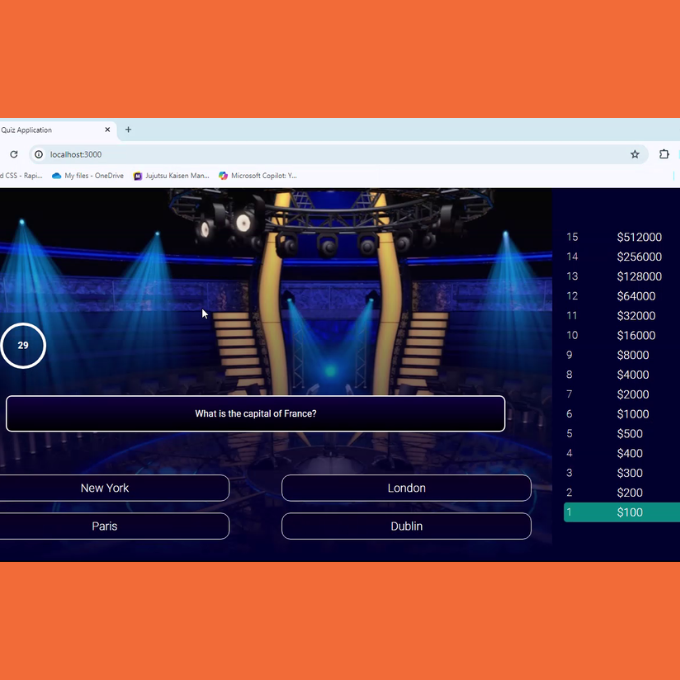 Quiz Application
localhost:3000
d CSS - Rapi...
My files - OneDrive
Jujutsu Kaisen Man...
Microsoft Copilot: Y...
15 $512000
14 $256000
13 $128000
12 $64000
11 $32000
10 $16000
9 $8000
8 $4000
7 $2000
6 $1000
5 $500
4 $400
3 $300
2 $200
1 $100
29
What is the capital of France?
New York
London
Paris
Dublin